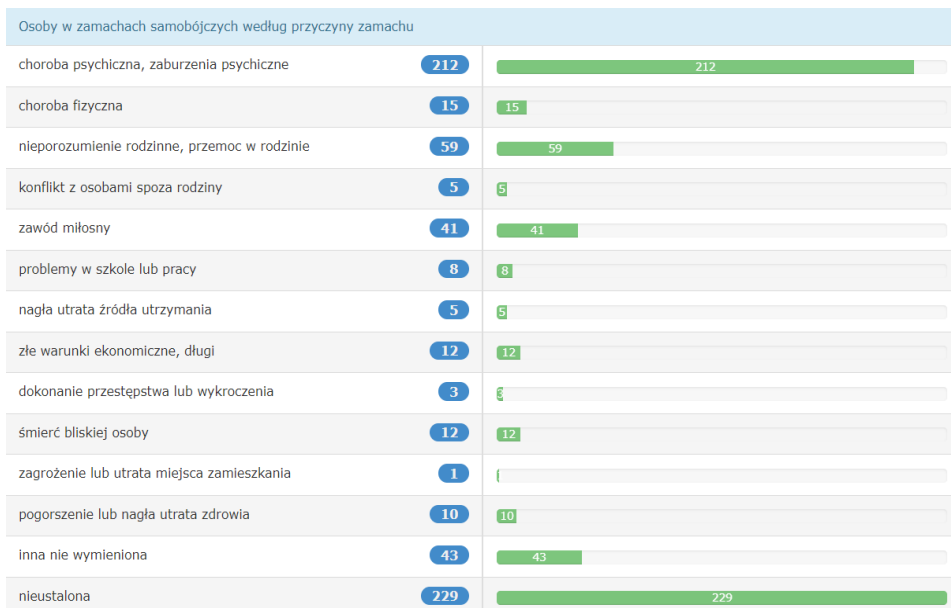 Osoby w zamachach samobójczych według przyczyny zamachu
choroba psychiczna, zaburzenia psychiczne 212 212
choroba fizyczna 15 15
nieporozumienie rodzinne, przemoc w rodzinie 59 59
konflikt z osobami spoza rodziny 5 5
zawód miłosny 41 41
problemy w szkole lub pracy 8 8
nagła utrata źródła utrzymania 5 5
złe warunki ekonomiczne, długi 12 12
dokonanie przestępstwa lub wykroczenia 3 3
śmierć bliskiej osoby 12 12
zagrożenie lub utrata miejsca zamieszkania 1
pogorszenie lub nagła utrata zdrowia 10 10
inna nie wymieniona 43 43
nieustalona 229 229